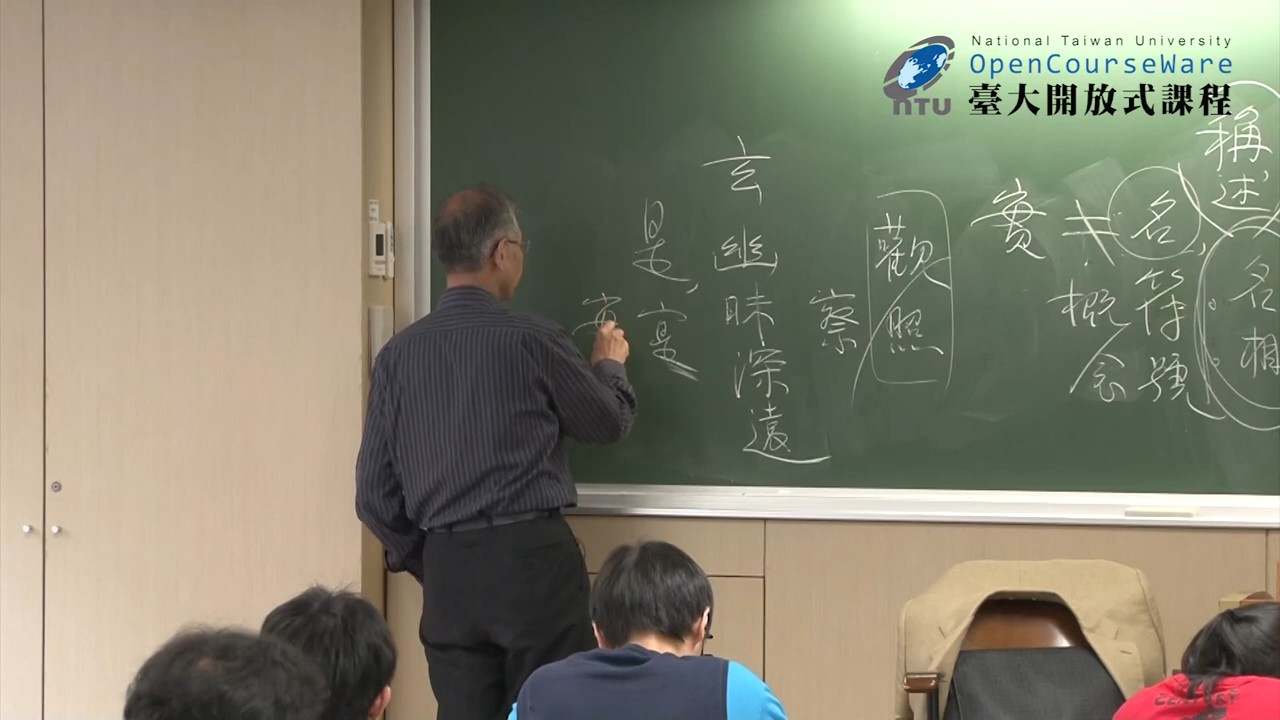 National Taiwan University
OpenCourseWare
臺大開放式課程
NTU
稱述
名相
名,符號
概念
實
觀照
察
玄幽昧深遠
是,寔
CENTURY